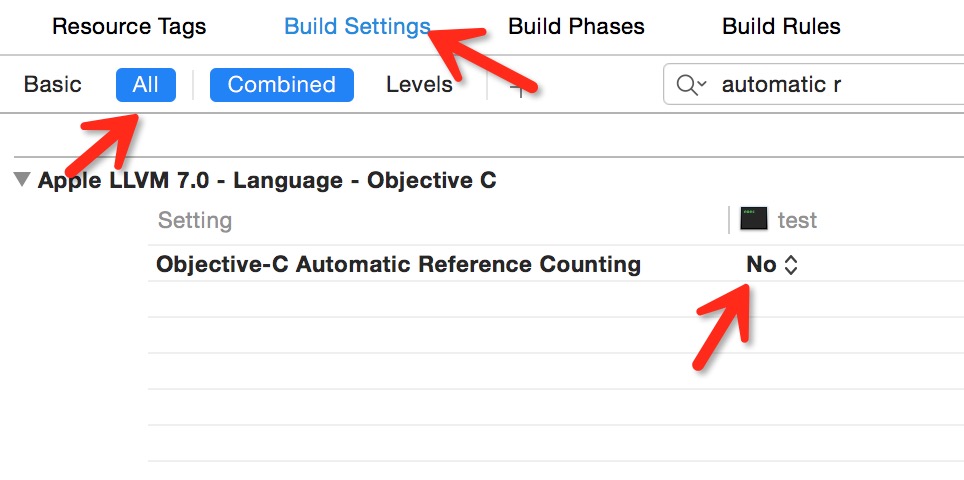 Resource Tags Build Settings Build Phases Build Rules
Basic All Combined Levels + automatic r
Apple LLVM 7.0 - Language - Objective C
Setting test
Objective-C Automatic Reference Counting No